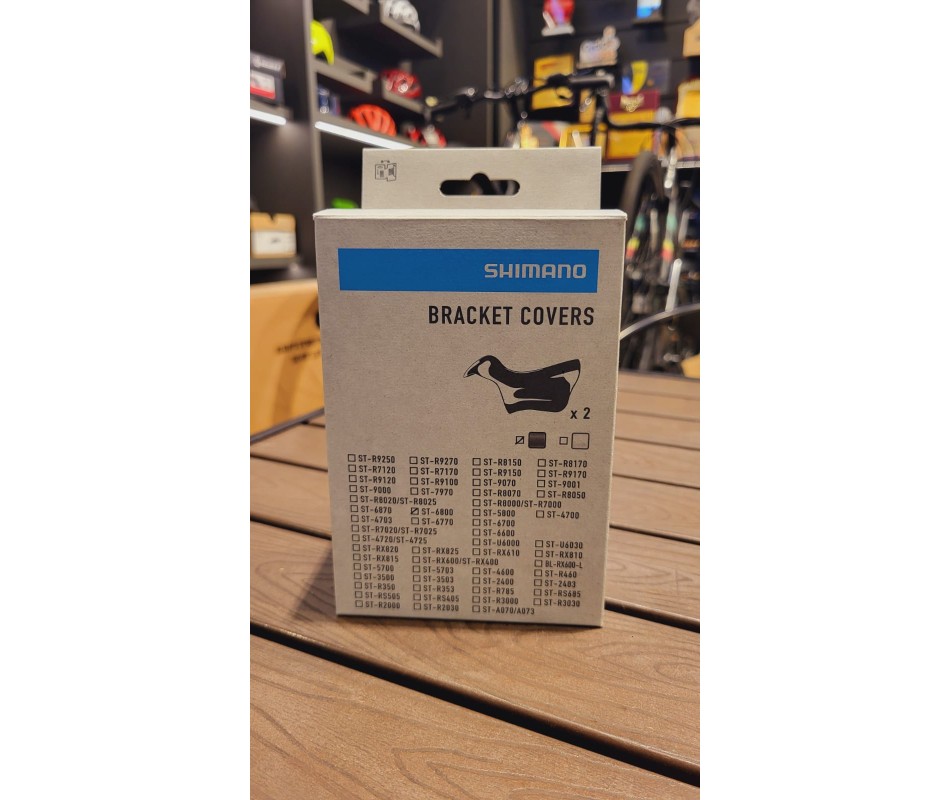 SHIMANO
BRACKET COVERS
x 2
ST-R9250 ST-R9270 ST-R8150 ST-R8170
ST-R7120 ST-R7170 ST-R9150 ST-R9170
ST-R9120 ST-R9100 ST-9070 ST-9001
ST-9000 ST-7970 ST-R8070 ST-R8050
ST-R8020/ST-R8025 ST-R8000/ST-R7000
ST-6870 ST-6800 ST-5800 ST-4700
ST-4703 ST-6770 ST-6700
ST-R7020/ST-R7025 ST-6600
ST-4720/ST-4725 ST-U6000 ST-U6030
ST-RX820 ST-RX825 ST-RX610 ST-RX810
ST-RX815 ST-RX600/ST-RX400 BL-RX600-L
ST-5700 ST-5703 ST-4600 ST-R460
ST-3500 ST-3503 ST-2400 ST-2403
ST-R350 ST-R353 ST-R785 ST-RS685
ST-RS505 ST-RS405 ST-R3000 ST-R3030
ST-R2000 ST-R2030 ST-A070/A073